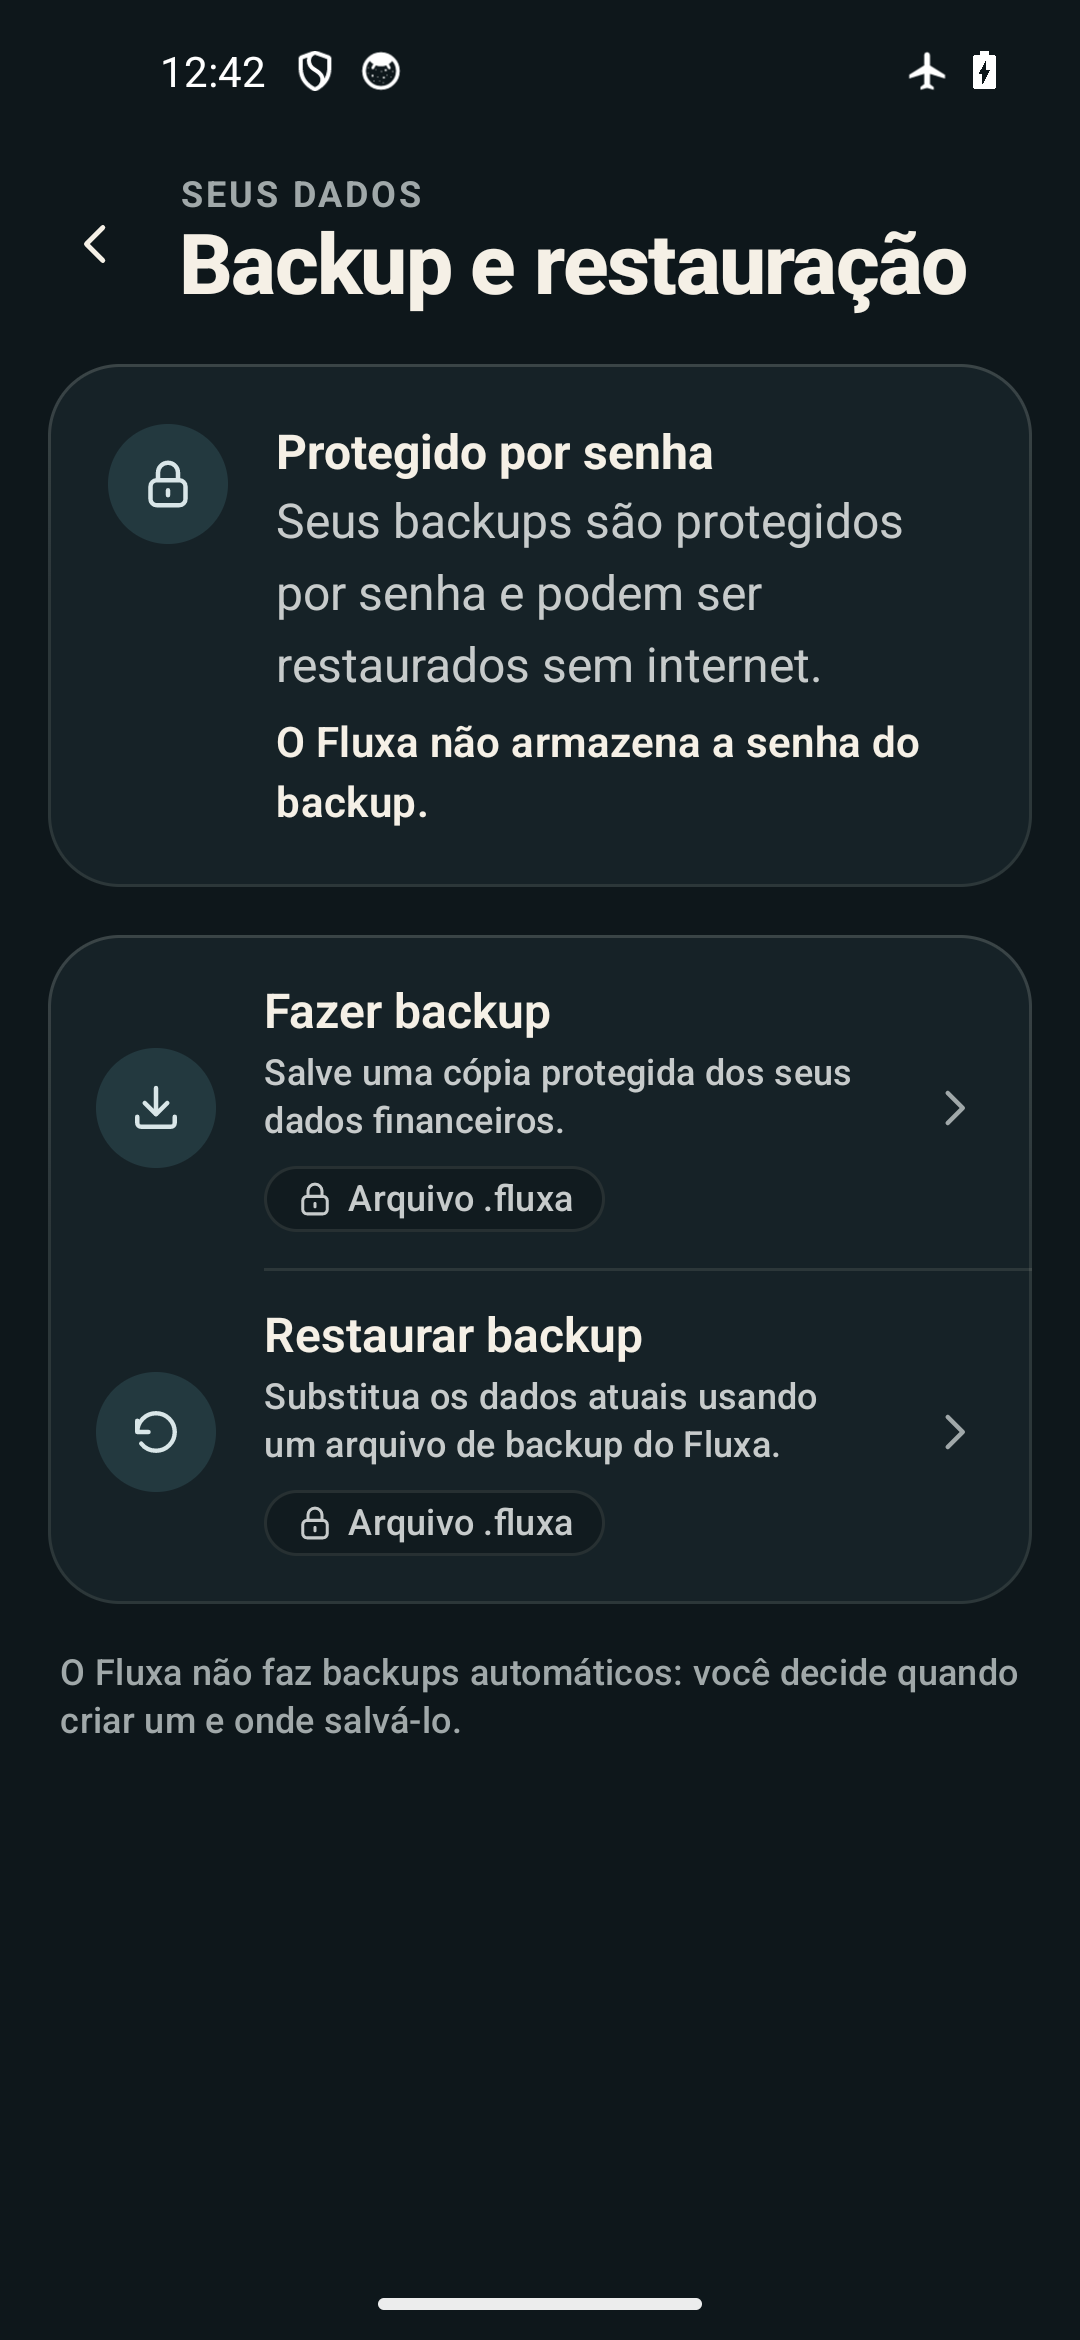 12:42
SEUS DADOS
Backup e restauração
Protegido por senha
Seus backups são protegidos
por senha e podem ser
restaurados sem internet.
O Fluxa não armazena a senha do
backup.
Fazer backup
Salve uma cópia protegida dos seus
dados financeiros.
Arquivo .fluxa
Restaurar backup
Substitua os dados atuais usando
um arquivo de backup do Fluxa.
Arquivo .fluxa
O Fluxa não faz backups automáticos: você decide quando
criar um e onde salvá-lo.